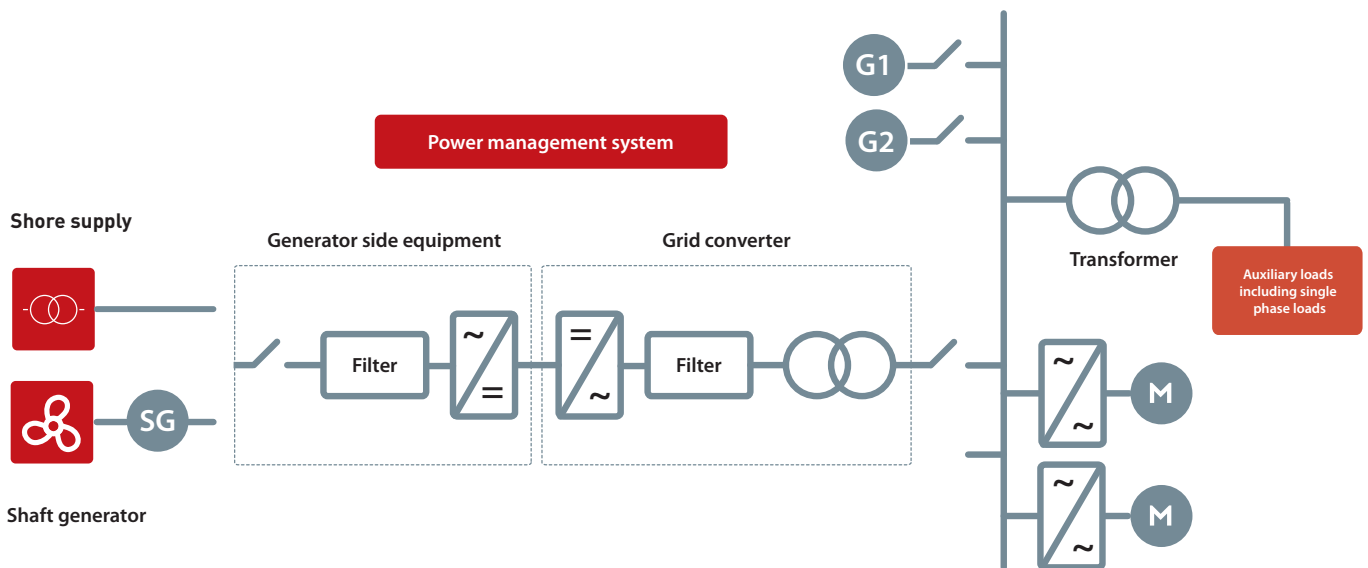 G1
G2
Power management system
Shore supply
Generator side equipment
Grid converter
Transformer
Auxiliary loads
including single
phase loads
~
=
Filter
=
~
Filter
~
~
M
SG
Shaft generator
~
~
M